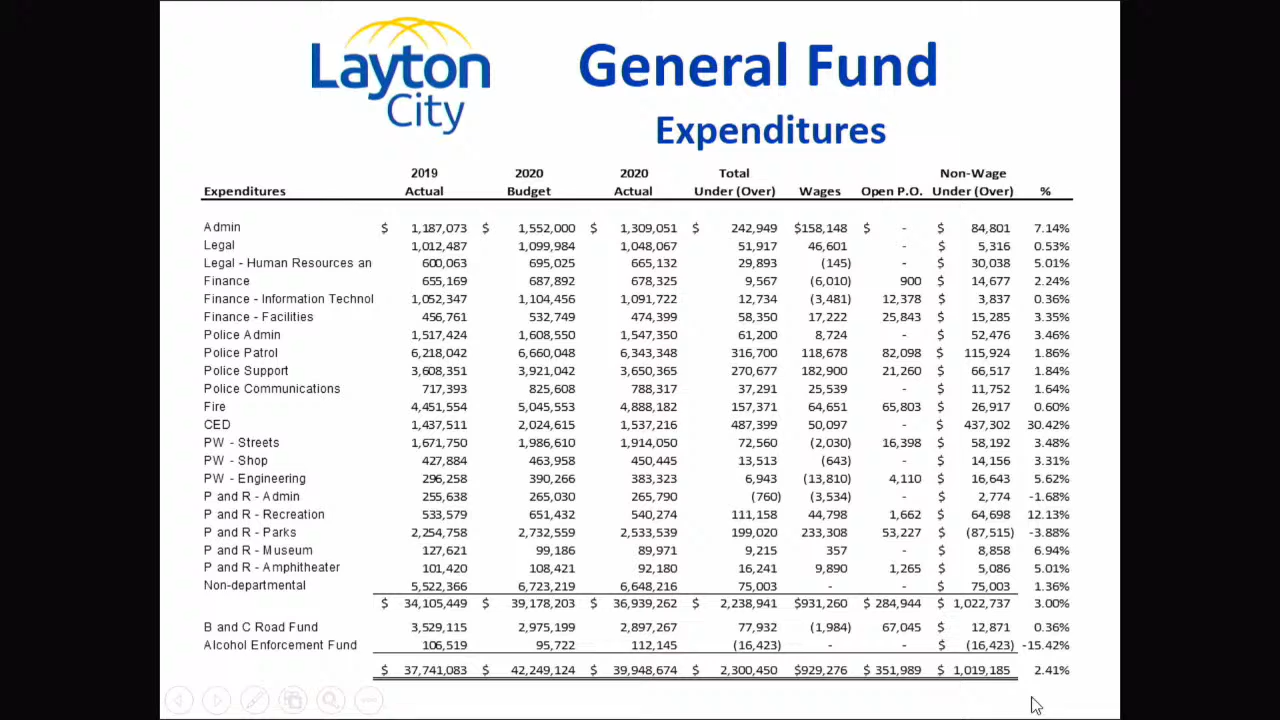 Layton
City
General Fund
Expenditures
2019 2020 2020 Total Non-Wage
Expenditures Actual Budget Actual Under (Over) Wages Open P.O. Under (Over) %
Admin $ 1,187,073 $ 1,552,000 $ 1,309,051 $ 242,949 $158,148 $ - $ 84,801 7.14%
Legal 1,012,487 1,099,984 1,048,067 51,917 46,601 - $ 5,316 0.53%
Legal - Human Resources an 600,063 695,025 665,132 29,893 (145) - $ 30,038 5.01%
Finance 655,169 687,892 678,325 9,567 (6,010) 900 $ 14,677 2.24%
Finance - Information Technol 1,052,347 1,104,456 1,091,722 12,734 (3,481) 12,378 $ 3,837 0.36%
Finance - Facilities 456,761 532,749 474,399 58,350 17,222 25,843 $ 15,285 3.35%
Police Admin 1,517,424 1,608,550 1,547,350 61,200 8,724 - $ 52,476 3.46%
Police Patrol 6,218,042 6,660,048 6,343,348 316,700 118,678 82,098 $ 115,924 1.86%
Police Support 3,608,351 3,921,042 3,650,365 270,677 182,900 21,260 $ 66,517 1.84%
Police Communications 717,393 825,608 788,317 37,291 25,539 - $ 11,752 1.64%
Fire 4,451,554 5,045,553 4,888,182 157,371 64,651 65,803 $ 26,917 0.60%
CED 1,437,511 2,024,615 1,537,216 487,399 50,097 - $ 437,302 30.42%
PW - Streets 1,671,750 1,986,610 1,914,050 72,560 (2,030) 16,398 $ 58,192 3.48%
PW - Shop 427,884 463,958 450,445 13,513 (643) - $ 14,156 3.31%
PW - Engineering 296,258 390,266 383,323 6,943 (13,810) 4,110 $ 16,643 5.62%
P and R - Admin 255,638 265,030 265,790 (760) (3,534) - $ 2,774 -1.68%
P and R - Recreation 533,579 651,432 540,274 111,158 44,798 1,662 $ 64,698 12.13%
P and R - Parks 2,254,758 2,732,559 2,533,539 199,020 233,308 53,227 $ (87,515) -3.88%
P and R - Museum 127,621 99,186 89,971 9,215 357 - $ 8,858 6.94%
P and R - Amphitheater 101,420 108,421 92,180 16,241 9,890 1,265 $ 5,086 5.01%
Non-departmental 5,522,366 6,723,219 6,648,216 75,003 - - $ 75,003 1.36%
$ 34,105,449 $ 39,178,203 $ 36,939,262 $ 2,238,941 $931,260 $ 284,944 $ 1,022,737 3.00%
B and C Road Fund 3,529,115 2,975,199 2,897,267 77,932 (1,984) 67,045 $ 12,871 0.36%
Alcohol Enforcement Fund 106,519 95,722 112,145 (16,423) - - $ (16,423) -15.42%
$ 37,741,083 $ 42,249,124 $ 39,948,674 $ 2,300,450 $929,276 $ 351,989 $ 1,019,185 2.41%